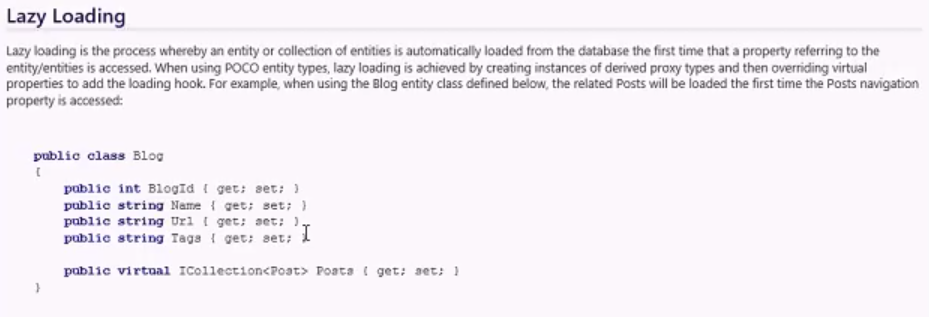 Lazy Loading
Lazy loading is the process whereby an entity or collection of entities is automatically loaded from the database the first time that a property referring to the
entity/entities is accessed. When using POCO entity types, lazy loading is achieved by creating instances of derived proxy types and then overriding virtual
properties to add the loading hook. For example, when using the Blog entity class defined below, the related Posts will be loaded the first time the Posts navigation
property is accessed:
public class Blog
{
public int BlogId { get; set; }
public string Name { get; set; }
public string Url { get; set; }
public string Tags { get; set; }
public virtual ICollection<Post> Posts { get; set; }
}